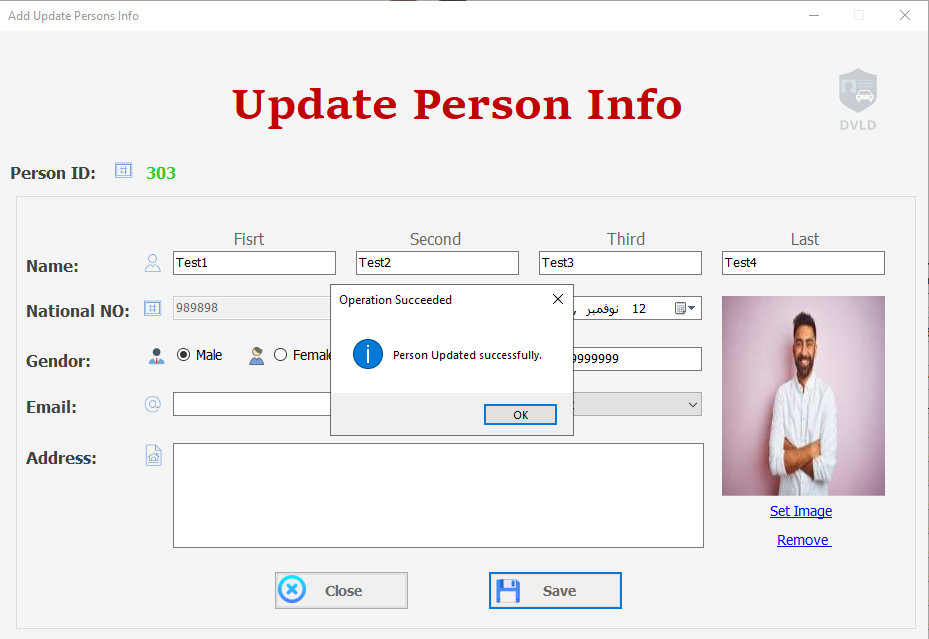 Add Update Persons Info
Update Person Info
DVLD
Person ID: 303
Fisrt Second Third Last
Name: Test1 Test2 Test3 Test4
National NO: 989898 12 نوفمبر ,
Operation Succeeded
Person Updated successfully.
OK
Gendor: Male Female 9999999
Email:
Address:
Set Image
Remove
Close Save